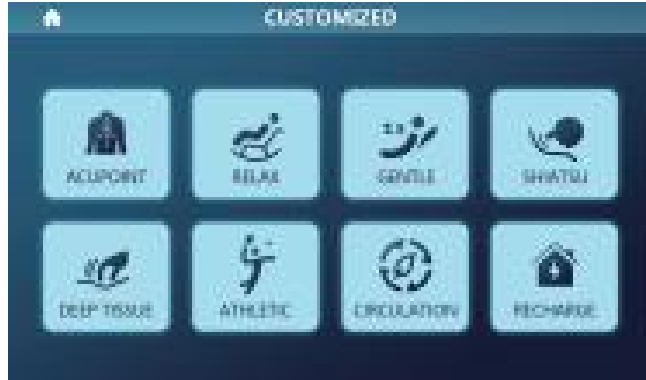 CUSTOMIZED
ACUPOINT
RELAX
GENTLE
SHIATSU
DEEP TISSUE
ATHLETIC
CIRCULATION
RECHARGE